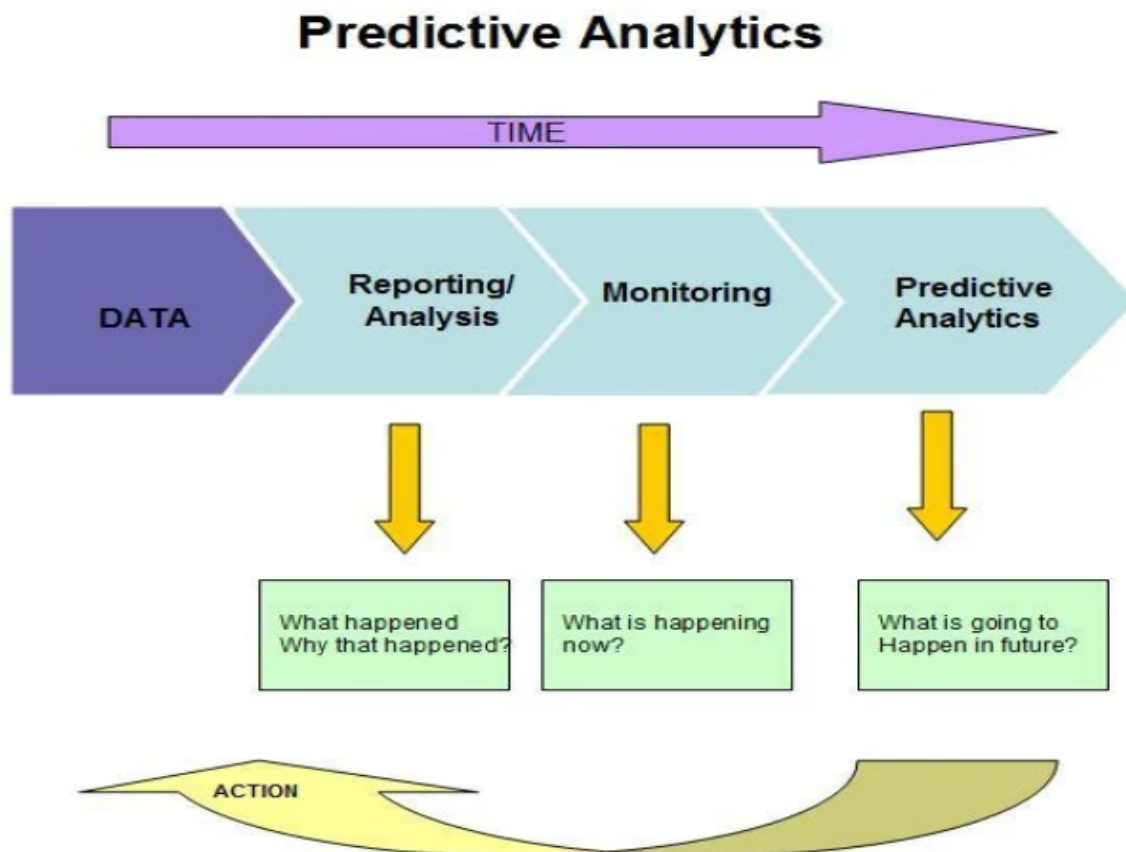 Predictive Analytics
TIME
DATA
Reporting/
Analysis
Monitoring
Predictive
Analytics
What happened
Why that happened?
What is happening
now?
What is going to
Happen in future?
ACTION